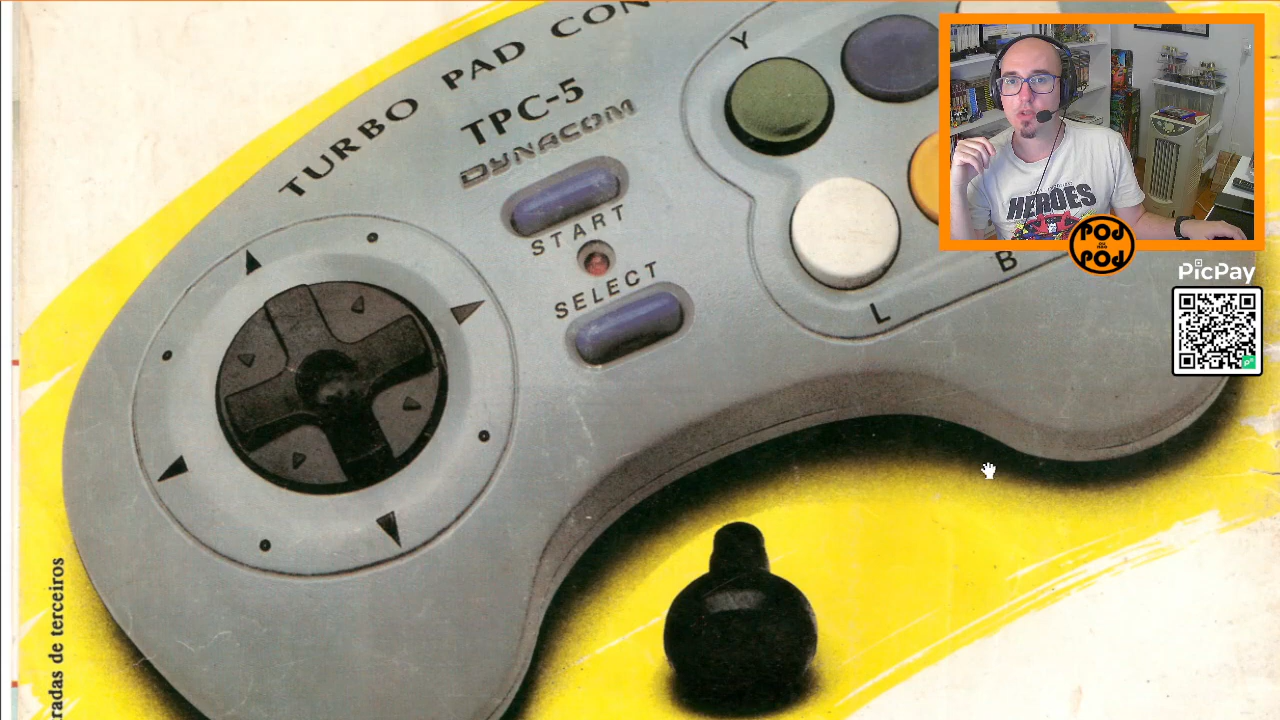 TURBO PAD CON
TPC-5
DYNACOM
START
SELECT
Y
L
B
HEROES
POD
POD
PicPay
radas de terceiros